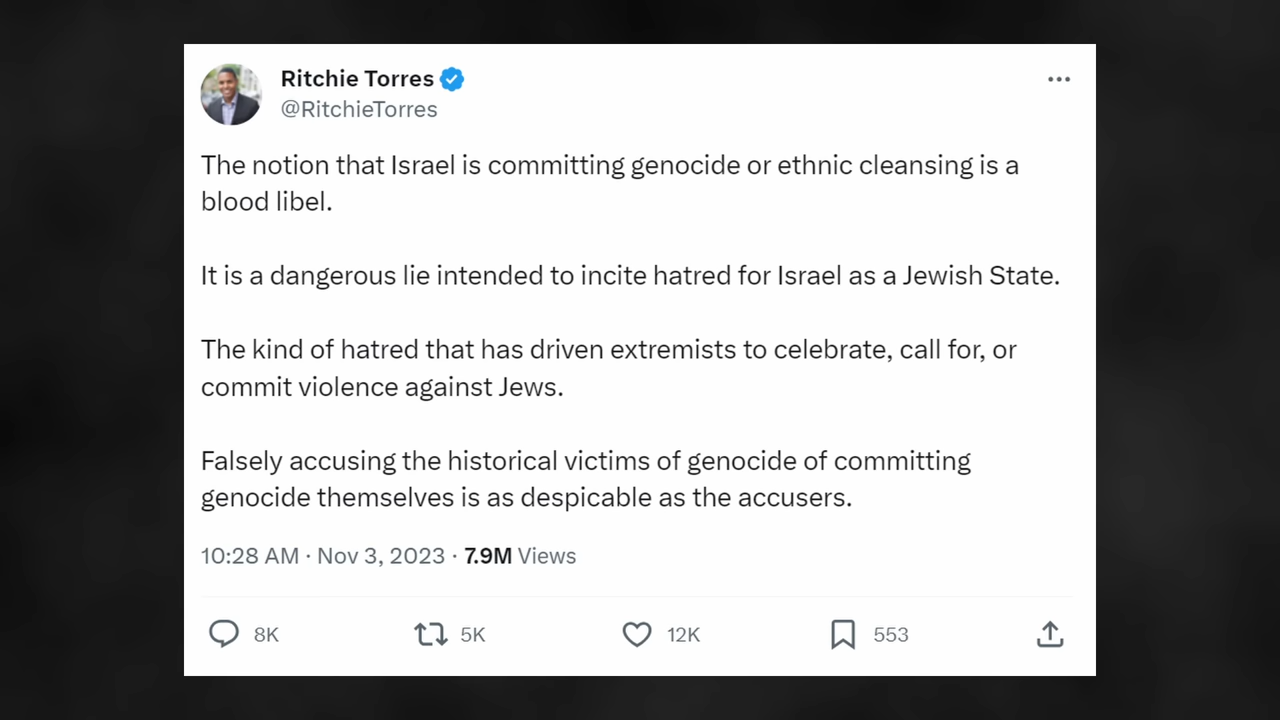 Ritchie Torres
@RitchieTorres
The notion that Israel is committing genocide or ethnic cleansing is a
blood libel.
It is a dangerous lie intended to incite hatred for Israel as a Jewish State.
The kind of hatred that has driven extremists to celebrate, call for, or
commit violence against Jews.
Falsely accusing the historical victims of genocide of committing
genocide themselves is as despicable as the accusers.
10:28 AM · Nov 3, 2023 · 7.9M Views
8K 5K 12K 553